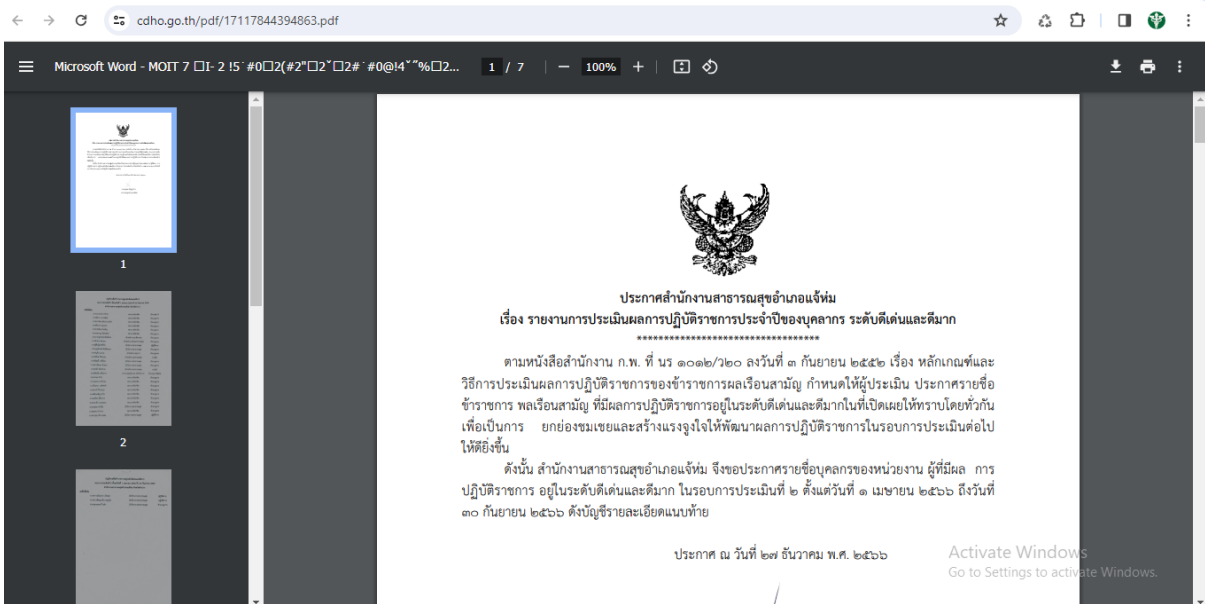 cdho.go.th/pdf/17117844394863.pdf
Microsoft Word - MOIT 7 □I- 2 !5˙#0□2(#2"□2ˇ□2#˙#0@!4ˇ˝%□2...
1 / 7
100%
ประกาศสำนักงานสาธารณสุขอำเภอแจ้ห่ม
เรื่อง รายงานการประเมินผลการปฏิบัติราชการประจำปีของบุคลากร ระดับดีเด่นและดีมาก
**********************************
ตามหนังสือสำนักงาน ก.พ. ที่ นร ๑๐๑๒/ว๒๐ ลงวันที่ ๓ กันยายน ๒๕๕๒ เรื่อง หลักเกณฑ์และ
วิธีการประเมินผลการปฏิบัติราชการของข้าราชการผลเรือนสามัญ กำหนดให้ผู้ประเมิน ประกาศรายชื่อ
ข้าราชการ พลเรือนสามัญ ที่มีผลการปฏิบัติราชการอยู่ในระดับดีเด่นและดีมากในที่เปิดเผยให้ทราบโดยทั่วกัน
เพื่อเป็นการ ยกย่องชมเชยและสร้างแรงจูงใจให้พัฒนาผลการปฏิบัติราชการในรอบการประเมินต่อไป
ให้ดียิ่งขึ้น
ดังนั้น สำนักงานสาธารณสุขอำเภอแจ้ห่ม จึงขอประกาศรายชื่อบุคลกรของหน่วยงาน ผู้ที่มีผล การ
ปฏิบัติราชการ อยู่ในระดับดีเด่นและดีมาก ในรอบการประเมินที่ ๒ ตั้งแต่วันที่ ๑ เมษายน ๒๕๖๖ ถึงวันที่
๓๐ กันยายน ๒๕๖๖ ดังบัญชีรายละเอียดแนบท้าย
ประกาศ ณ วันที่ ๒๗ ธันวาคม พ.ศ. ๒๕๖๖
1
2
Activate Windows
Go to Settings to activate Windows.